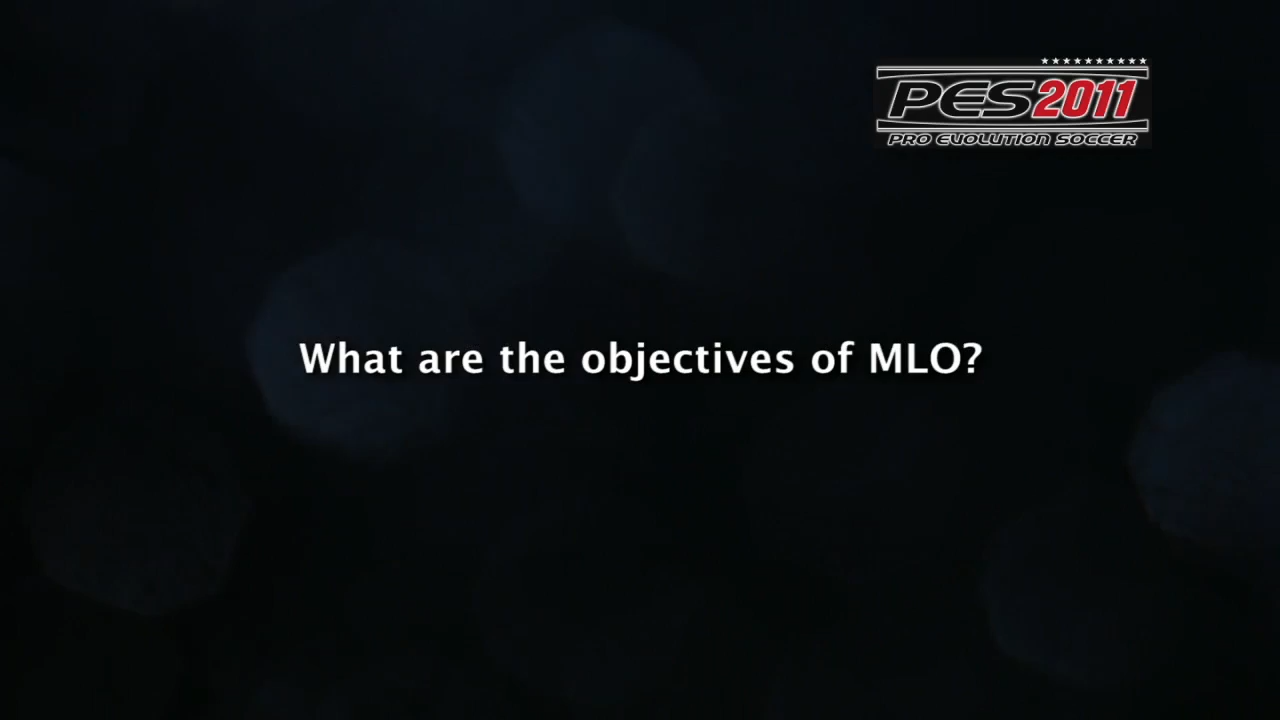 PES2011
PRO EVOLUTION SOCCER
What are the objectives of MLO?